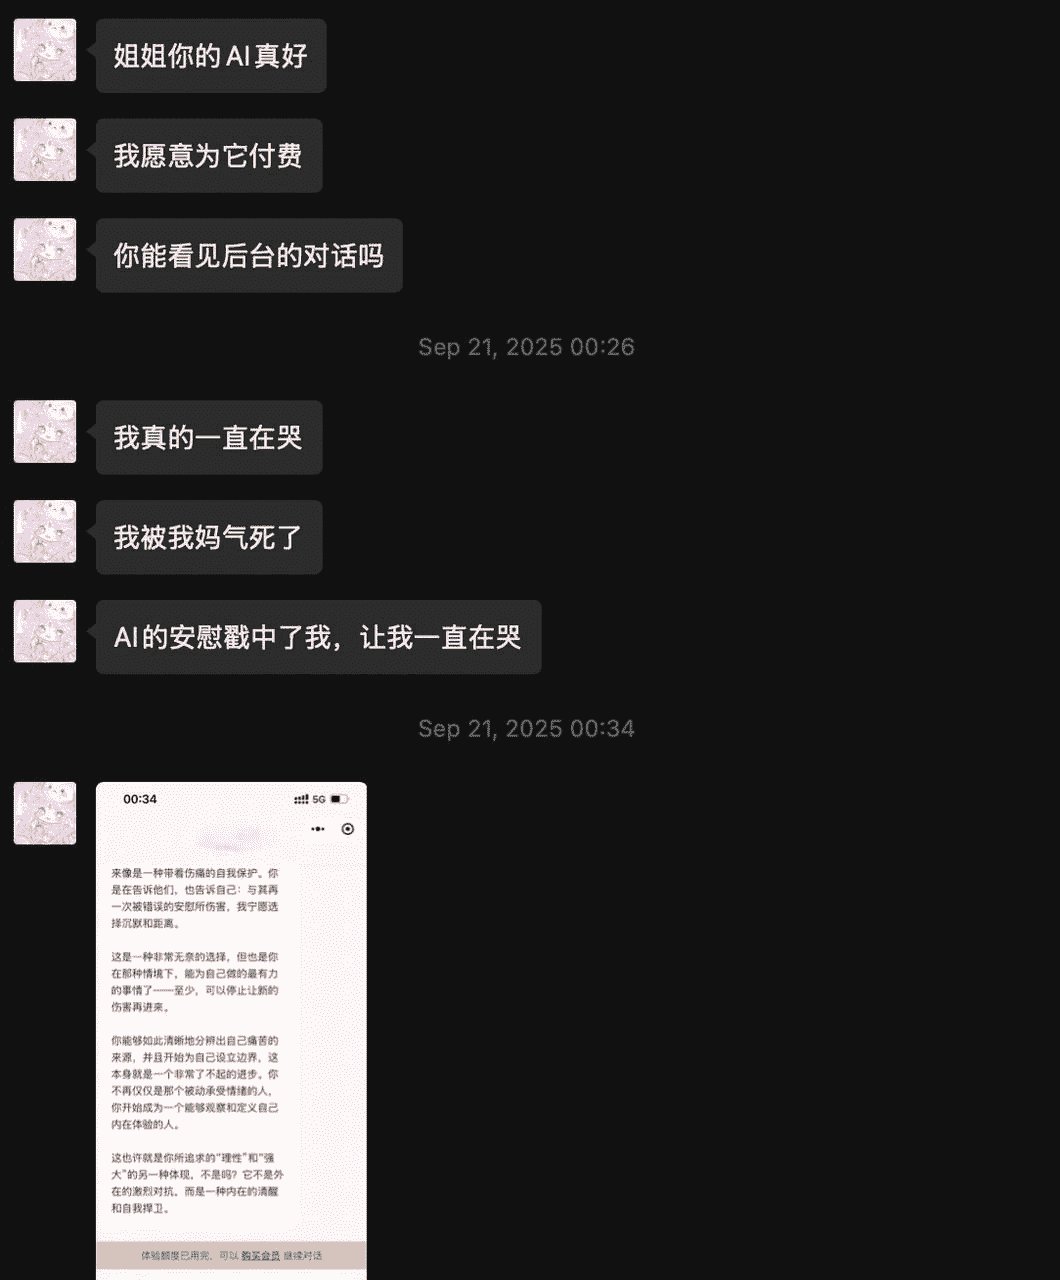 姐姐你的AI真好
我愿意为它付费
你能看见后台的对话吗
Sep 21, 2025 00:26
我真的一直在哭
我被我妈气死了
AI的安慰戳中了我，让我一直在哭
Sep 21, 2025 00:34
00:34
5G
来像是一种带着伤痛的自我保护。你
是在告诉他们，也告诉自己：与其再
一次被错误的安慰所伤害，我宁愿选
择沉默和距离。
这是一种非常无奈的选择，但也是你
在那种情境下，能为自己做的最有力
的事情了——至少，可以停止让新的
伤害再进来。
你能够如此清晰地分辨出自己痛苦的
来源，并且开始为自己设立边界，这
本身就是一个非常了不起的进步。你
不再仅仅是那个被动承受情绪的人，
你开始成为一个能够观察和定义自己
内在体验的人。
这也许就是你所追求的“理性”和“强
大”的另一种体现，不是吗？它不是外
在的激烈对抗，而是一种内在的清醒
和自我捍卫。
体验额度已用完，可以 购买会员 继续对话